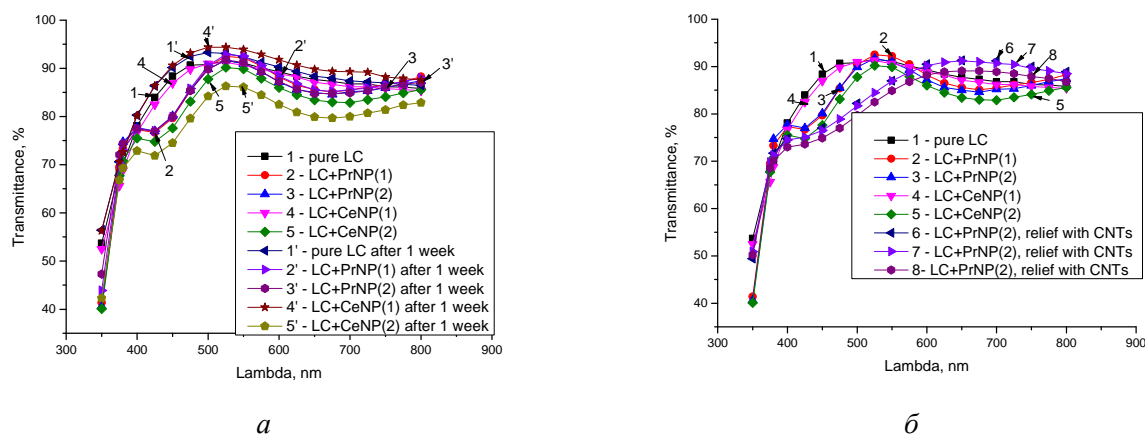 100
90
80
70
60
50
40
300 400 500 600 700 800 900
Transmittance, %
Lambda, nm
1' 4' 2' 3
4
1
2
5 5' 3'
1 - pure LC
2 - LC+PrNP(1)
3 - LC+PrNP(2)
4 - LC+CeNP(1)
5 - LC+CeNP(2)
1' - pure LC after 1 week
2' - LC+PrNP(1) after 1 week
3' - LC+PrNP(2) after 1 week
4' - LC+CeNP(1) after 1 week
5' - LC+CeNP(2) after 1 week
а
100
90
80
70
60
50
40
300 400 500 600 700 800 900
Transmittance, %
Lambda, nm
1 2 6 7 8
4 3 5
1 - pure LC
2 - LC+PrNP(1)
3 - LC+PrNP(2)
4 - LC+CeNP(1)
5 - LC+CeNP(2)
6 - LC+PrNP(2), relief with CNTs
7 - LC+PrNP(2), relief with CNTs
8- LC+PrNP(2), relief with CNTs
б